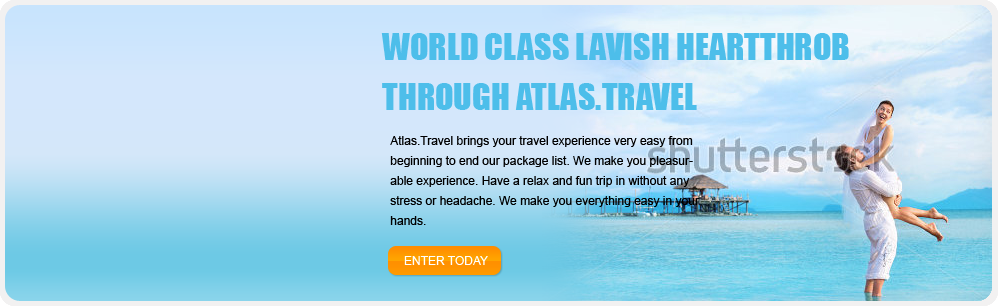 WORLD CLASS LAVISH HEARTTHROB
THROUGH ATLAS.TRAVEL
Atlas.Travel brings your travel experience very easy from
beginning to end our package list. We make you pleasur-
able experience. Have a relax and fun trip in without any
stress or headache. We make you everything easy in your
hands.
shutterstock
ENTER TODAY